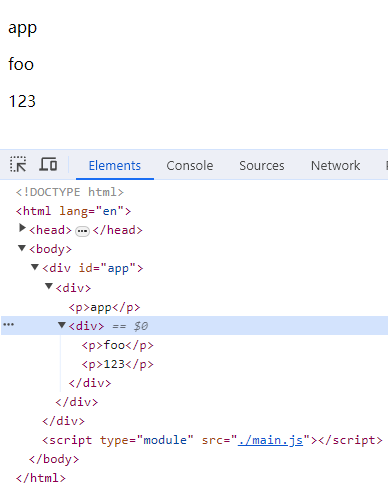 app
foo
123
Elements Console Sources Network
<!DOCTYPE html>
<html lang="en">
<head> ••• </head>
<body>
<div id="app">
<div>
<p>app</p>
••• <div> == $0
<p>foo</p>
<p>123</p>
</div>
</div>
</div>
<script type="module" src="./main.js"></script>
</body>
</html>